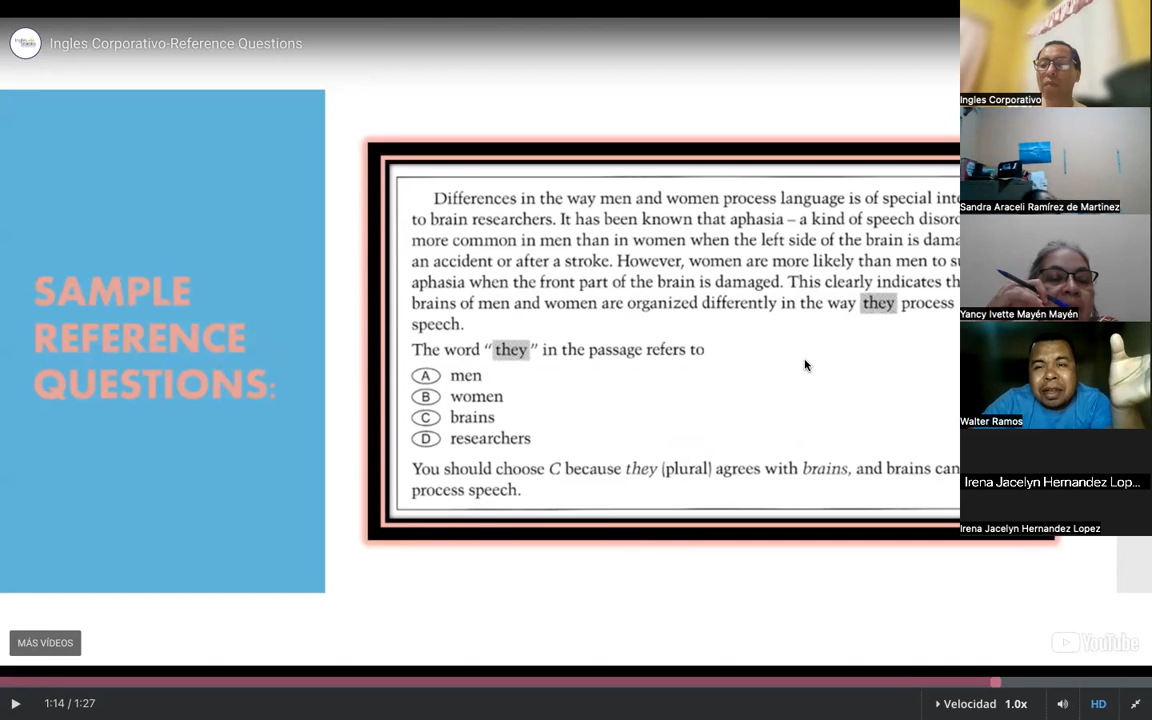 Ingles Corporativo-Reference Questions
SAMPLE
REFERENCE
QUESTIONS:
Differences in the way men and women process language is of special
to brain researchers. It has been known that aphasia – a kind of speech
more common in men than in women when the left side of the brain is
an accident or after a stroke. However, women are more likely than men to
aphasia when the front part of the brain is damaged. This clearly indicates
brains of men and women are organized differently in the way they process
speech.
The word “they” in the passage refers to
A men
B women
C brains
D researchers
You should choose C because they (plural) agrees with brains, and brains can
process speech.
Ingles Corporativo
Sandra Araceli Ramírez de Martinez
Yancy Ivette Mayén Mayén
Walter Ramos
Irena Jacelyn Hernandez Lop...
Irena Jacelyn Hernandez Lopez
MÁS VÍDEOS
YouTube
1:14 / 1:27
Velocidad 1.0x
HD